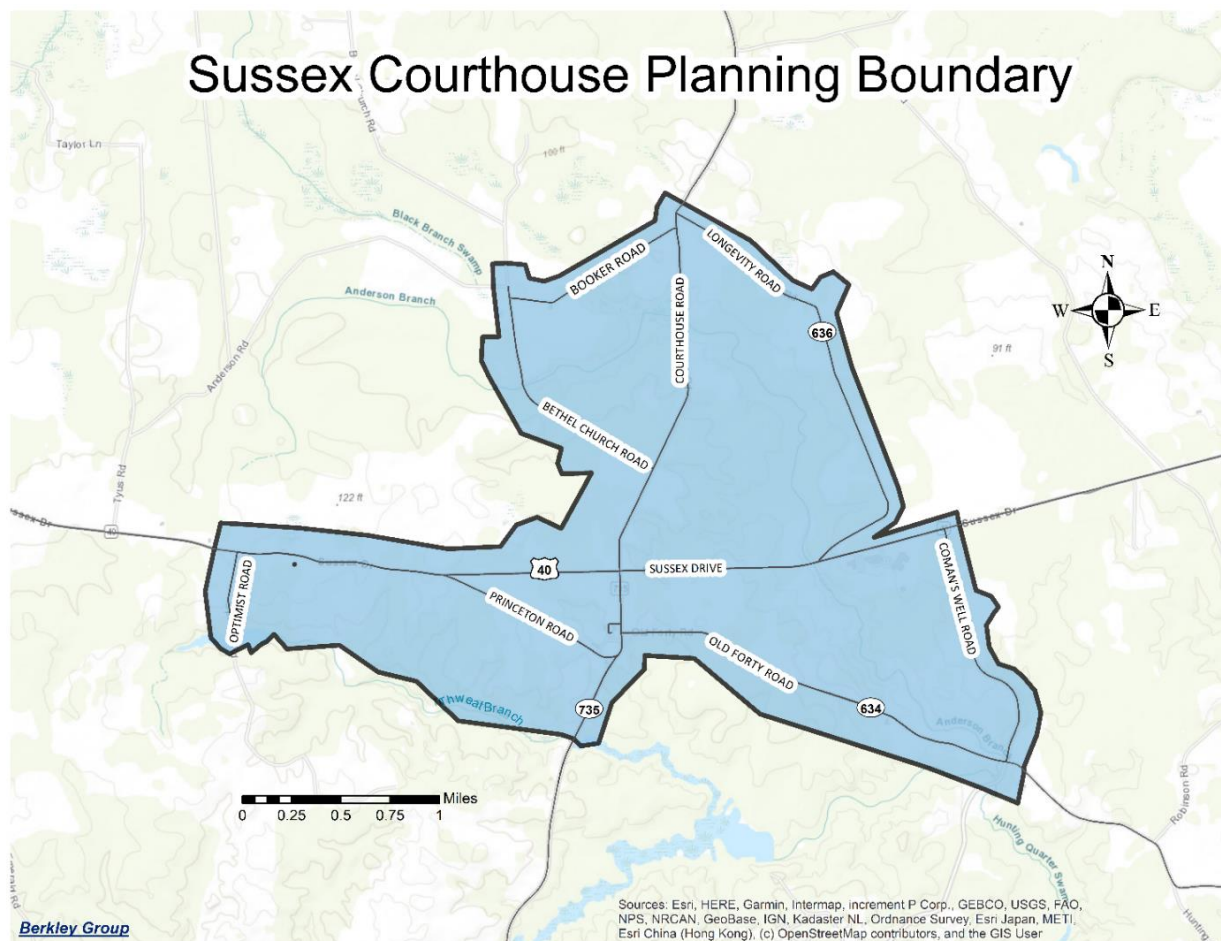 Sussex Courthouse Planning Boundary
Taylor Ln
100 ft
Black Branch Swamp
Anderson Branch
Anderson Rd
BOOKER ROAD
LONGEVITY ROAD
COURTHOUSE ROAD
636
N
W
E
S
91 ft
BETHEL CHURCH ROAD
Tyus Rd
122 ft
40
Sussex Dr
OPTIMIST ROAD
40
SUSSEX DRIVE
COMAN'S WELL ROAD
PRINCETON ROAD
OLD FORTY ROAD
Thweat Branch
735
634
Robinson Rd
Miles
0 0.25 0.5 0.75 1
Hunting Quarter Swamp
Hunting
Sources: Esri, HERE, Garmin, Intermap, increment P Corp., GEBCO, USGS, FAO,
NPS, NRCAN, GeoBase, IGN, Kadaster NL, Ordnance Survey, Esri Japan, METI,
Esri China (Hong Kong), (c) OpenStreetMap contributors, and the GIS User
Berkley Group